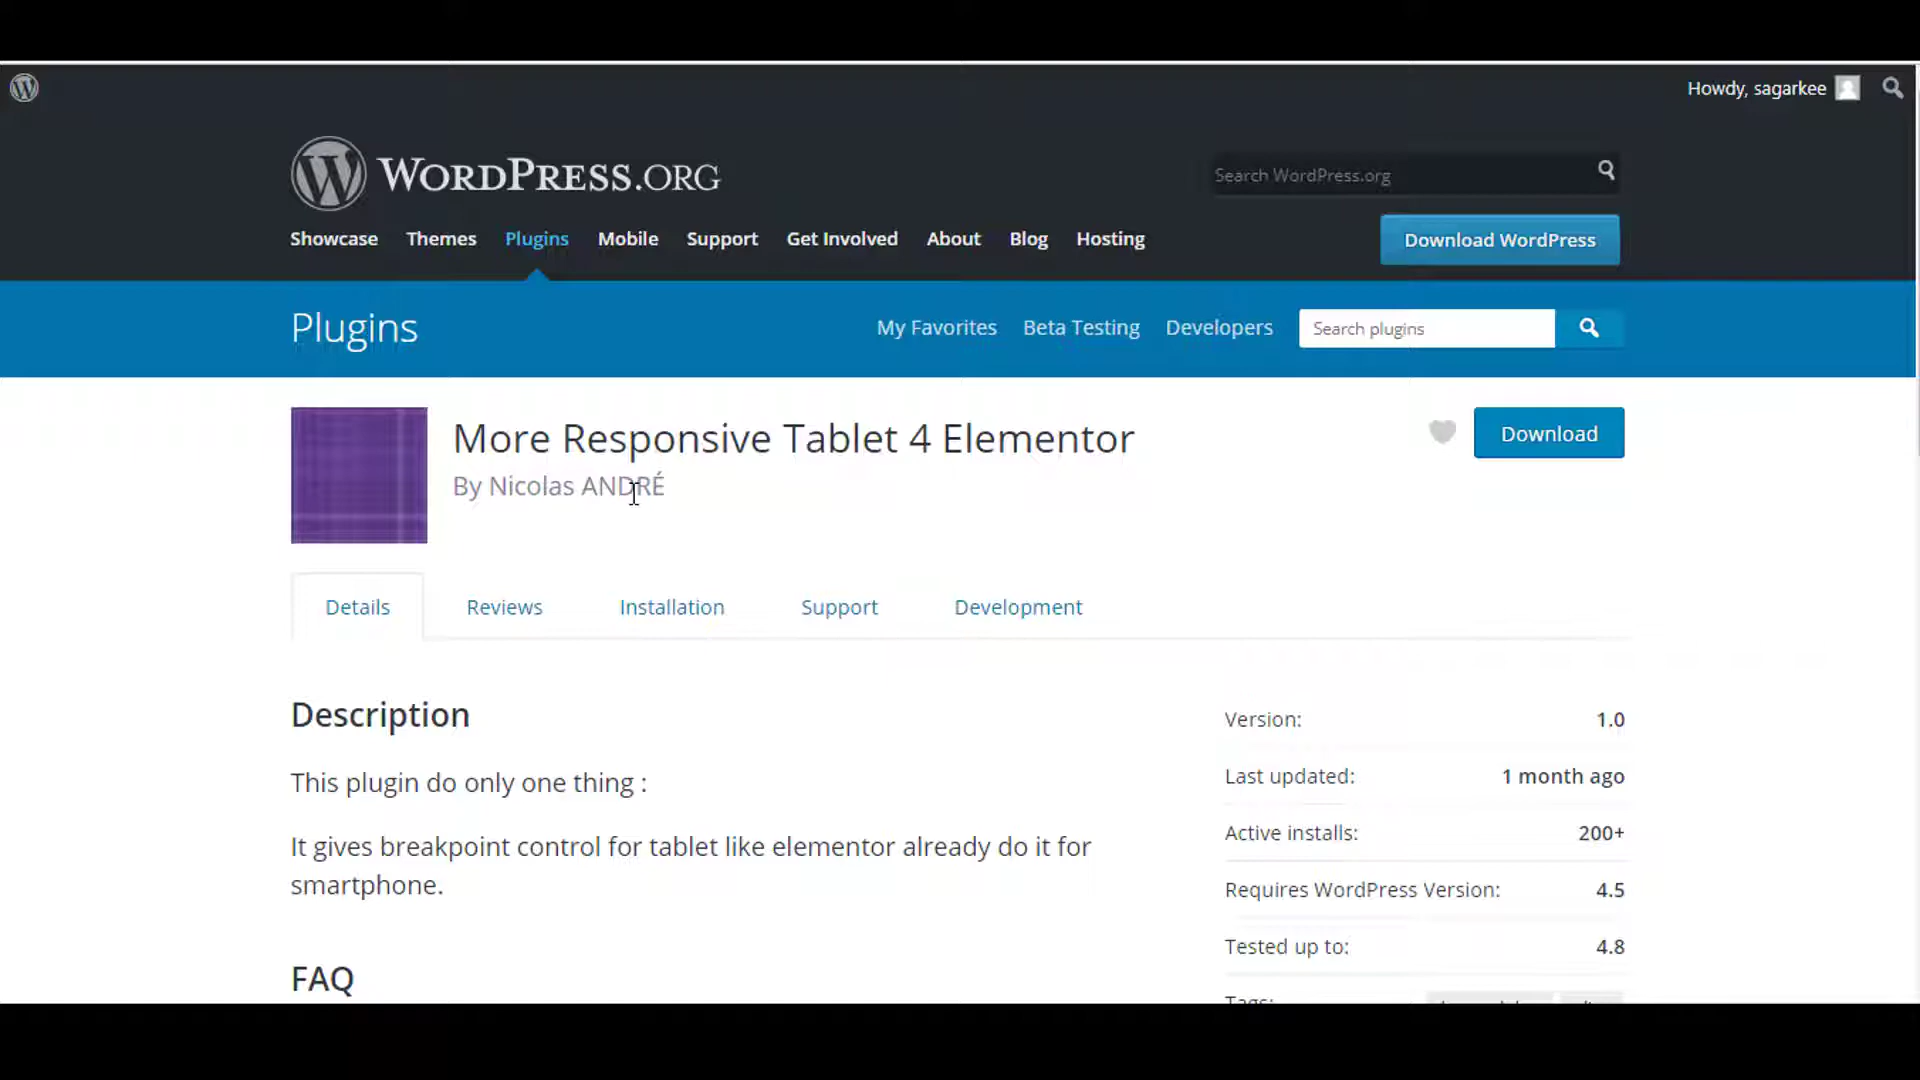 Howdy, sagarkee
WORDPRESS.ORG
Search WordPress.org
Showcase Themes Plugins Mobile Support Get Involved About Blog Hosting
Download WordPress
Plugins
My Favorites Beta Testing Developers
Search plugins
More Responsive Tablet 4 Elementor
Download
By Nicolas ANDRÉ
Details Reviews Installation Support Development
Description
This plugin do only one thing :
It gives breakpoint control for tablet like elementor already do it for
smartphone.
FAQ
Version: 1.0
Last updated: 1 month ago
Active installs: 200+
Requires WordPress Version: 4.5
Tested up to: 4.8
Tags: